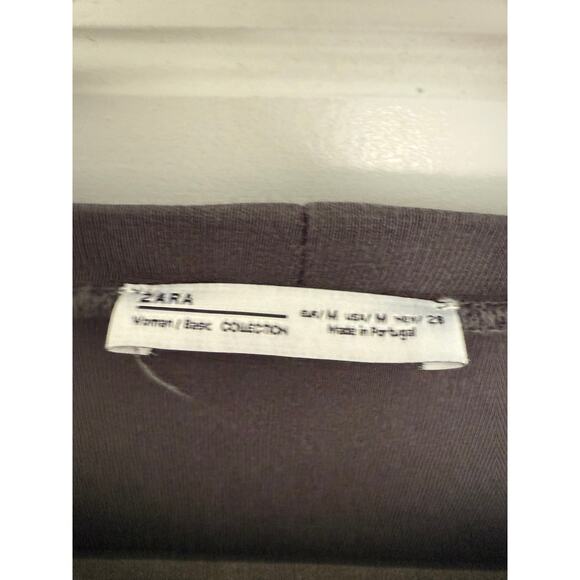 ZARA
Woman / Basic COLLECTION
EUR / M USA / M MEX / 28
Made in Portugal